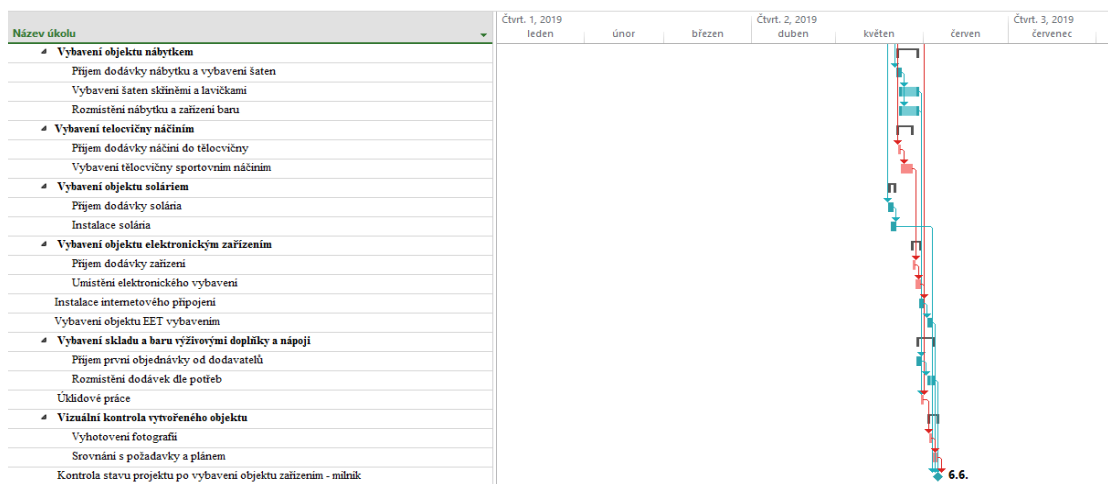 Čtvrt. 1, 2019 Čtvrt. 2, 2019 Čtvrt. 3, 2019
Název úkolu leden únor březen duben květen červen červenec
Vybavení objektu nábytkem
Příjem dodávky nábytku a vybavení šaten
Vybavení šaten skříněmi a lavičkami
Rozmístění nábytku a zařízení baru
Vybavení telocvičny náčiním
Příjem dodávky náčiní do tělocvičny
Vybavení tělocvičny sportovním náčiním
Vybavení objektu soláriem
Příjem dodávky solária
Instalace solária
Vybavení objektu elektronickým zařízením
Příjem dodávky zařízení
Umístění elektronického vybavení
Instalace internetového připojení
Vybavení objektu EET vybavením
Vybavení skladu a baru výživovými doplňky a nápoji
Příjem první objednávky od dodavatelů
Rozmístění dodávek dle potřeb
Úklidové práce
Vizuální kontrola vytvořeného objektu
Vyhotovení fotografií
Srovnání s požadavky a plánem
Kontrola stavu projektu po vybavení objektu zařízením - milník 6.6.